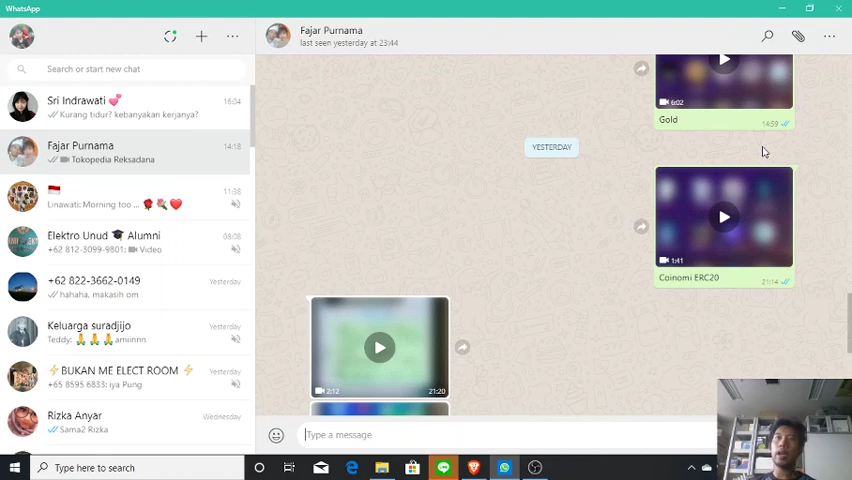 WhatsApp
Fajar Purnama
last seen yesterday at 23:44
Search or start new chat
Sri Indrawati 💕
16:04
Kurang tidur? kebanyakan kerjanya?
Fajar Purnama
14:18
Tokopedia Reksadana
🇮🇩
11:38
Linawati: Morning too ... 🌹💐❤️
Elektro Unud 🎓 Alumni
08:08
+62 812-3099-9801: Video
+62 822-3662-0149
Yesterday
hahaha, makasih om
Keluarga suradjijo
Yesterday
Teddy: 🙏🙏🙏amiinnn
⚡BUKAN ME ELECT ROOM ⚡
Yesterday
+65 8595 6833: iya Pung
Rizka Anyar
Wednesday
Sama2 Rizka
6:02
Gold
14:59
YESTERDAY
1:41
Coinomi ERC20
21:14
2:12
21:20
Type a message
Type here to search